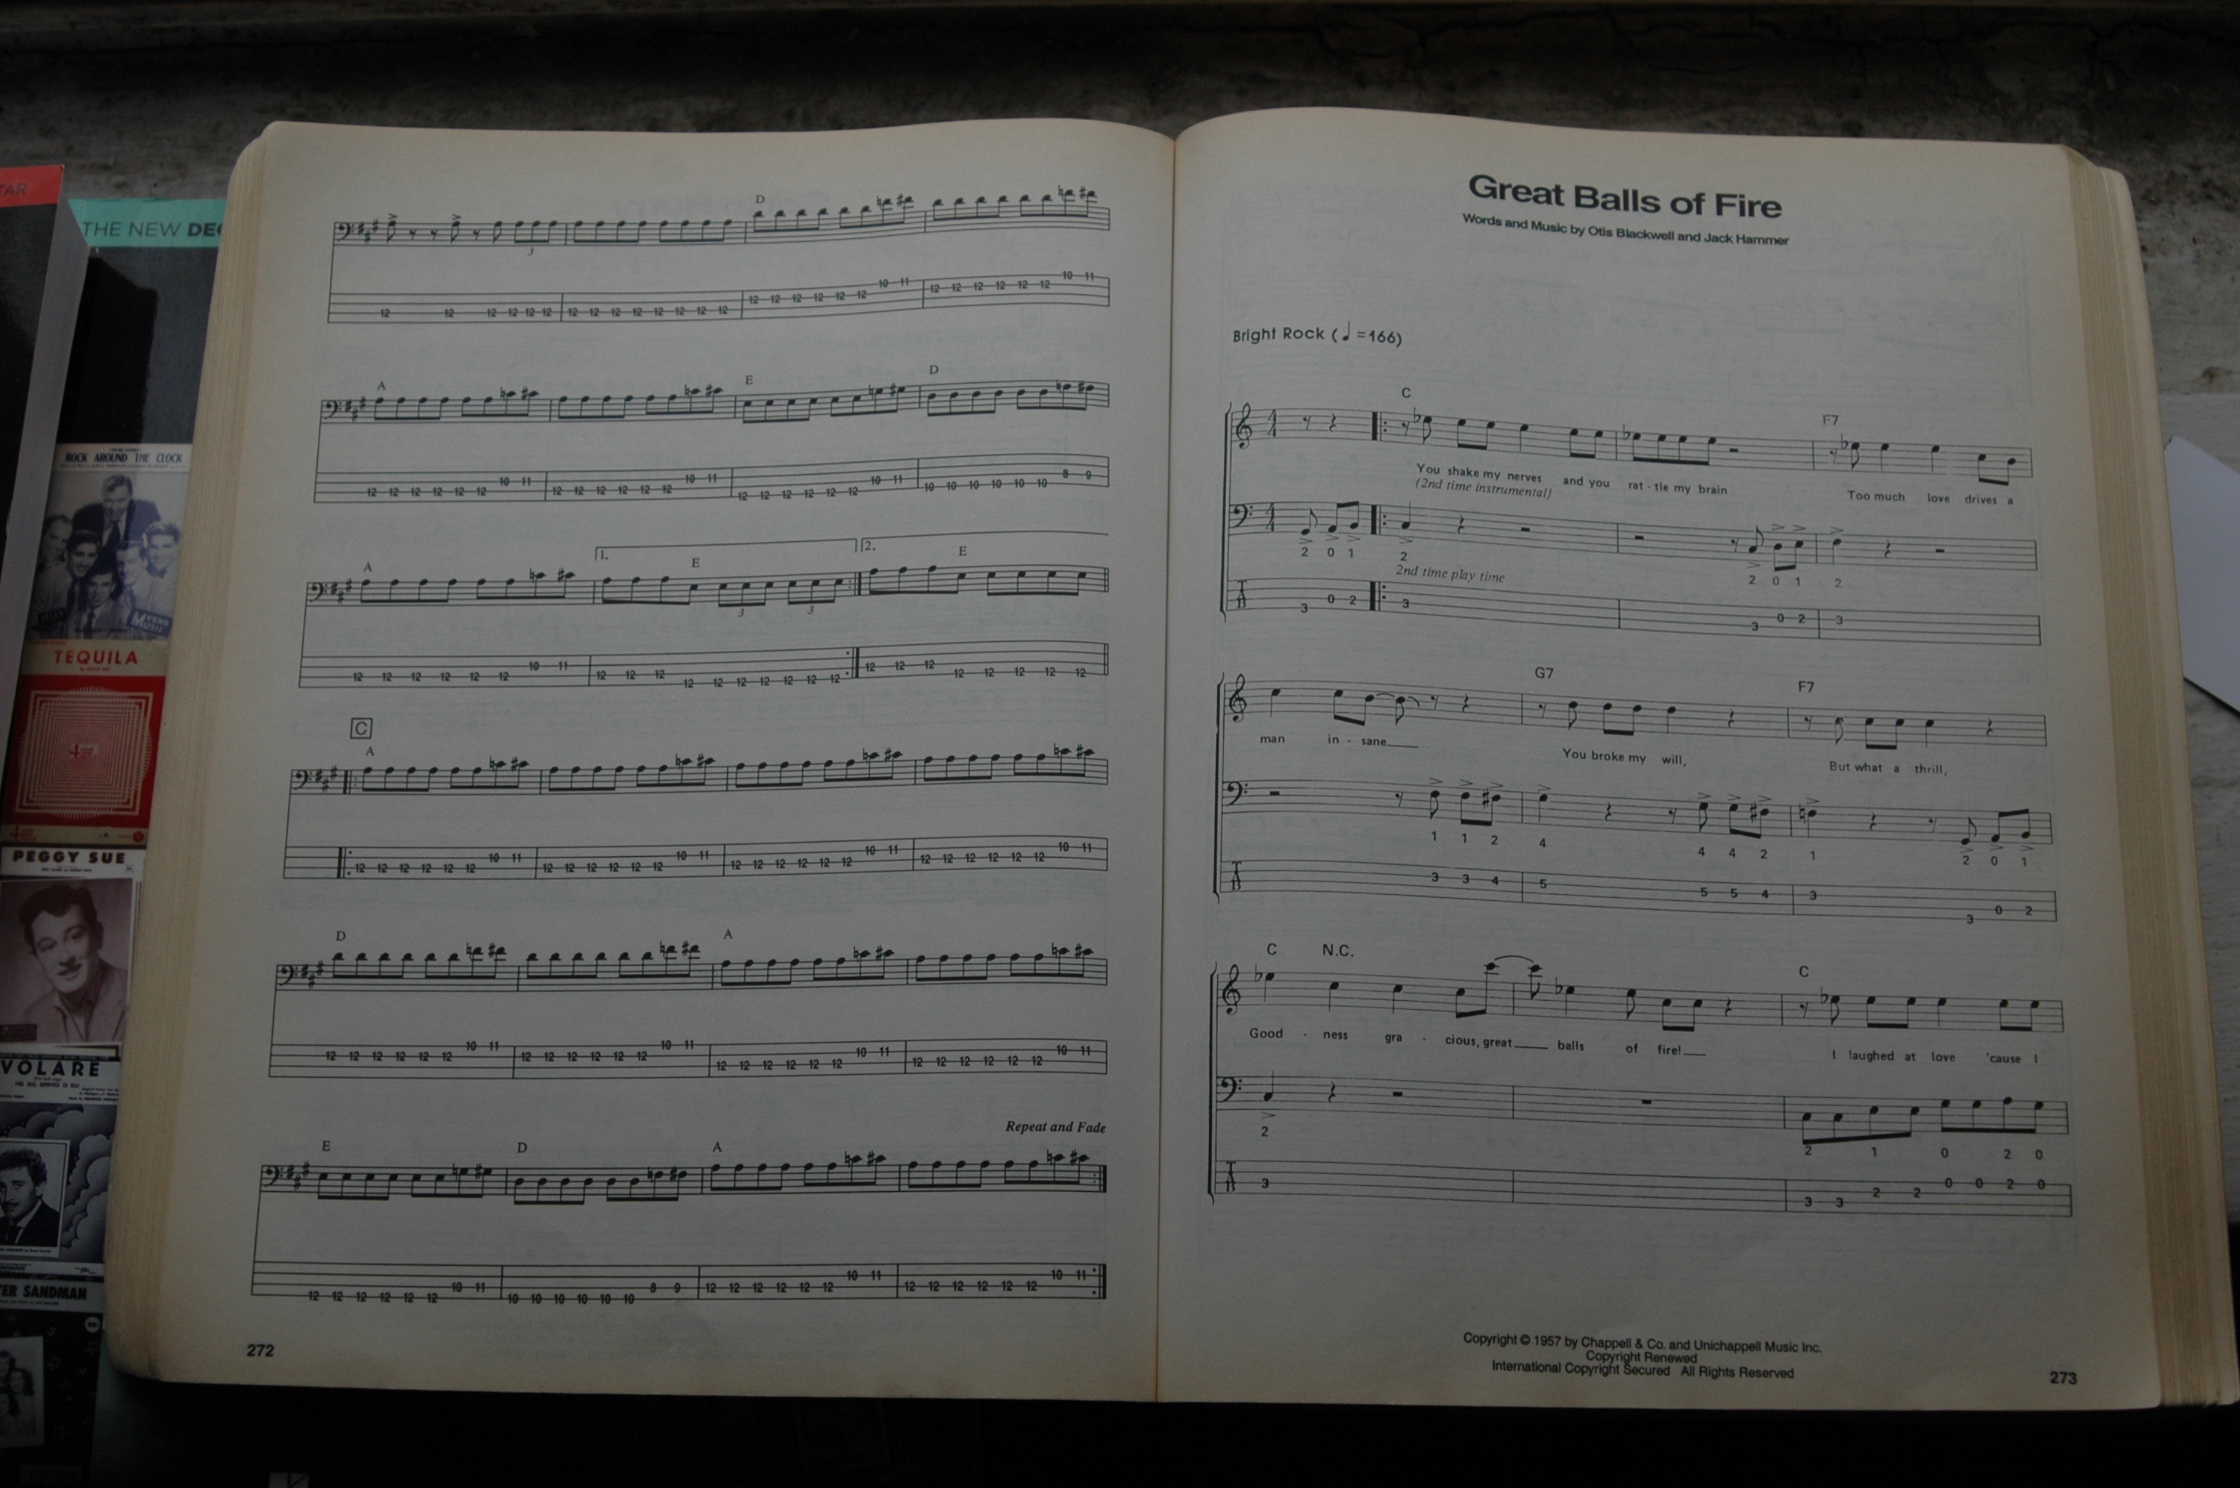 TAR
THE NEW DEC
ROCK AROUND THE CLOCK
MYERS
MUSIC
TEQUILA
PEGGY SUE
VOLARE
TER SANDMAN
D
3
12 12 12 12 12 12 12 12 12 12 12 12 12 12 12 12 12 12 12 12 10 11 12 12 12 12 12 12 10 11
A E D
12 12 12 12 12 12 10 11 12 12 12 12 12 12 10 11 12 12 12 12 12 12 10 11 10 10 10 10 10 10 8 9
1. 2.
A E E
3 3
12 12 12 12 12 12 10 11 12 12 12 12 12 12 12 12 12 12 12 12 12 12 12 12 12 12
C
A
12 12 12 12 12 12 10 11 12 12 12 12 12 12 10 11 12 12 12 12 12 12 10 11 12 12 12 12 12 12 10 11
D A
12 12 12 12 12 12 10 11 12 12 12 12 12 12 10 11 12 12 12 12 12 12 10 11 12 12 12 12 12 12 10 11
Repeat and Fade
E D A
12 12 12 12 12 12 10 11 10 10 10 10 10 10 8 9 12 12 12 12 12 12 10 11 12 12 12 12 12 12 10 11
272
Great Balls of Fire
Words and Music by Otis Blackwell and Jack Hammer
Bright Rock (♩=166)
C F7
4
4
You shake my nerves and you rat - tle my brain Too much love drives a
(2nd time instrumental)
4
4
2 0 1 2 2 0 1 2
2nd time play time
T
A
B
3 0 2 3 3 0 2 3
G7 F7
man in - sane You broke my will, But what a thrill,
1 1 2 4 4 4 2 1 2 0 1
T
A
B
3 3 4 5 5 5 4 3 3 0 2
C N.C. C
Good - ness gra - cious, great balls of fire! I laughed at love 'cause I
2 2 1 0 2 0
T
A
B
3 3 3 2 2 0 0 2 0
Copyright © 1957 by Chappell & Co. and Unichappell Music Inc.
Copyright Renewed
International Copyright Secured All Rights Reserved
273